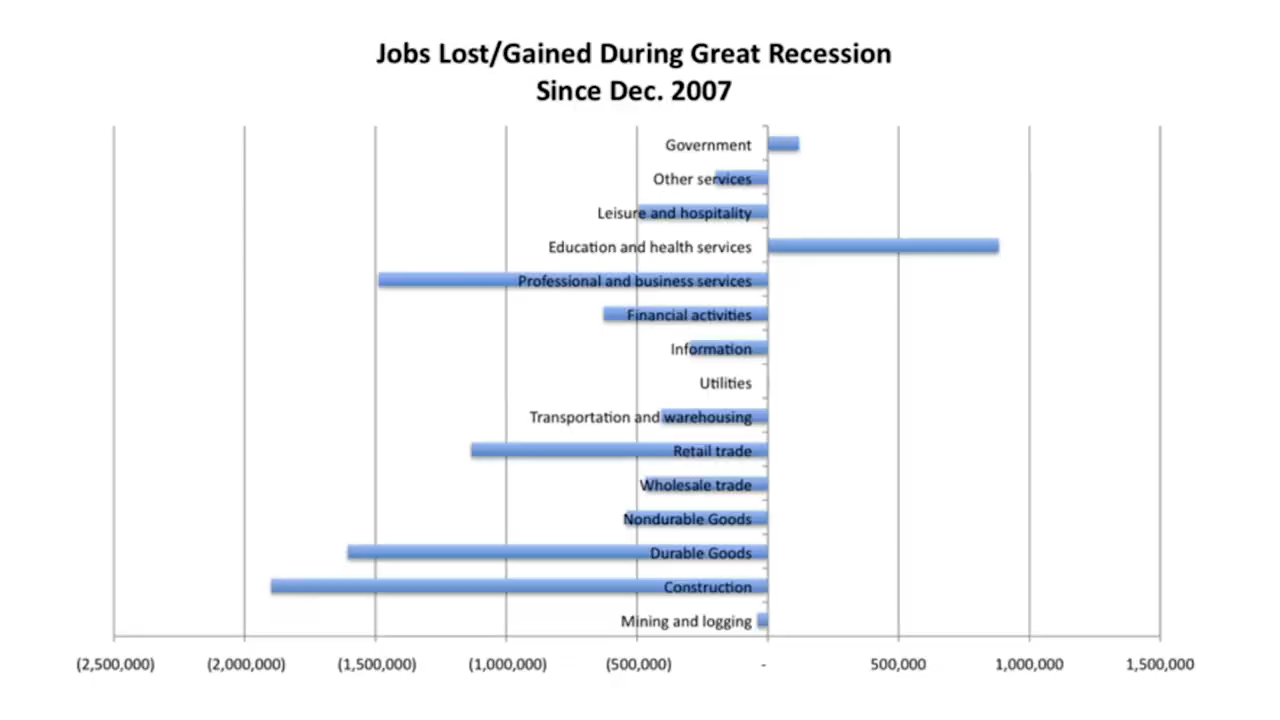 Jobs Lost/Gained During Great Recession
Since Dec. 2007
Government
Other services
Leisure and hospitality
Education and health services
Professional and business services
Financial activities
Information
Utilities
Transportation and warehousing
Retail trade
Wholesale trade
Nondurable Goods
Durable Goods
Construction
Mining and logging
(2,500,000) (2,000,000) (1,500,000) (1,000,000) (500,000) - 500,000 1,000,000 1,500,000